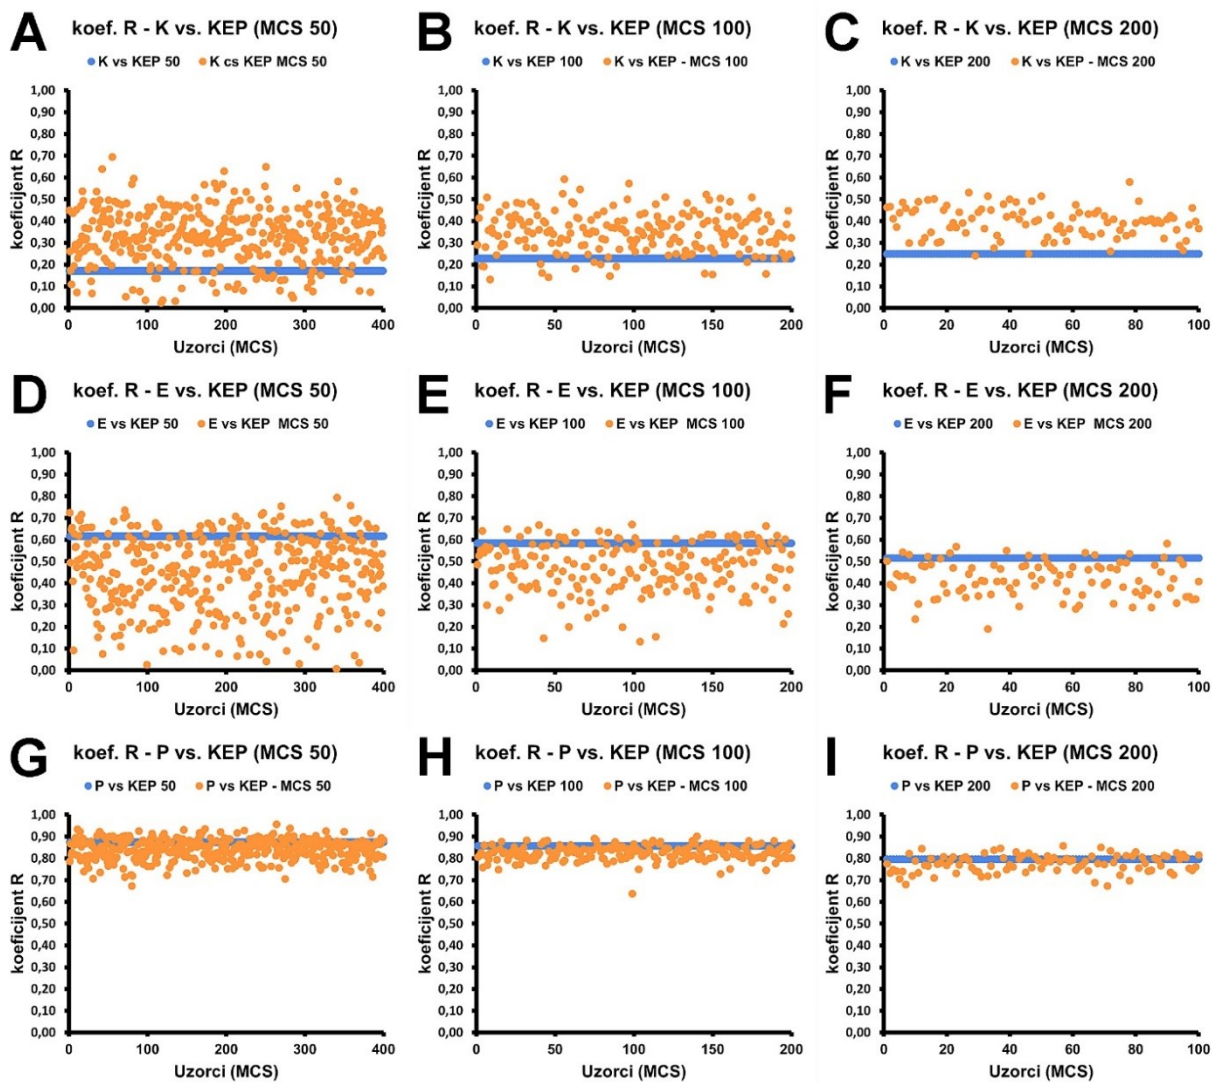 A koef. R - K vs. KEP (MCS 50)
K vs KEP 50 K cs KEP MCS 50
1,00
0,90
0,80
0,70
0,60
0,50
0,40
0,30
0,20
0,10
0,00
koeficijent R
0 100 200 300 400
Uzorci (MCS)
B koef. R - K vs. KEP (MCS 100)
K vs KEP 100 K vs KEP - MCS 100
1,00
0,90
0,80
0,70
0,60
0,50
0,40
0,30
0,20
0,10
0,00
koeficijent R
0 50 100 150 200
Uzorci (MCS)
C koef. R - K vs. KEP (MCS 200)
K vs KEP 200 K vs KEP - MCS 200
1,00
0,90
0,80
0,70
0,60
0,50
0,40
0,30
0,20
0,10
0,00
koeficijent R
0 20 40 60 80 100
Uzorci (MCS)
D koef. R - E vs. KEP (MCS 50)
E vs KEP 50 E vs KEP MCS 50
1,00
0,90
0,80
0,70
0,60
0,50
0,40
0,30
0,20
0,10
0,00
koeficijent R
0 100 200 300 400
Uzorci (MCS)
E koef. R - E vs. KEP (MCS 100)
E vs KEP 100 E vs KEP MCS 100
1,00
0,90
0,80
0,70
0,60
0,50
0,40
0,30
0,20
0,10
0,00
koeficijent R
0 50 100 150 200
Uzorci (MCS)
F koef. R - E vs. KEP (MCS 200)
E vs KEP 200 E vs KEP MCS 200
1,00
0,90
0,80
0,70
0,60
0,50
0,40
0,30
0,20
0,10
0,00
koeficijent R
0 20 40 60 80 100
Uzorci (MCS)
G koef. R - P vs. KEP (MCS 50)
P vs KEP 50 P vs KEP - MCS 50
1,00
0,90
0,80
0,70
0,60
0,50
0,40
0,30
0,20
0,10
0,00
koeficijent R
0 100 200 300 400
Uzorci (MCS)
H koef. R - P vs. KEP (MCS 100)
P vs KEP 100 P vs KEP - MCS 100
1,00
0,90
0,80
0,70
0,60
0,50
0,40
0,30
0,20
0,10
0,00
koeficijent R
0 50 100 150 200
Uzorci (MCS)
I koef. R - P vs. KEP (MCS 200)
P vs KEP 200 P vs KEP - MCS 200
1,00
0,90
0,80
0,70
0,60
0,50
0,40
0,30
0,20
0,10
0,00
koeficijent R
0 20 40 60 80 100
Uzorci (MCS)